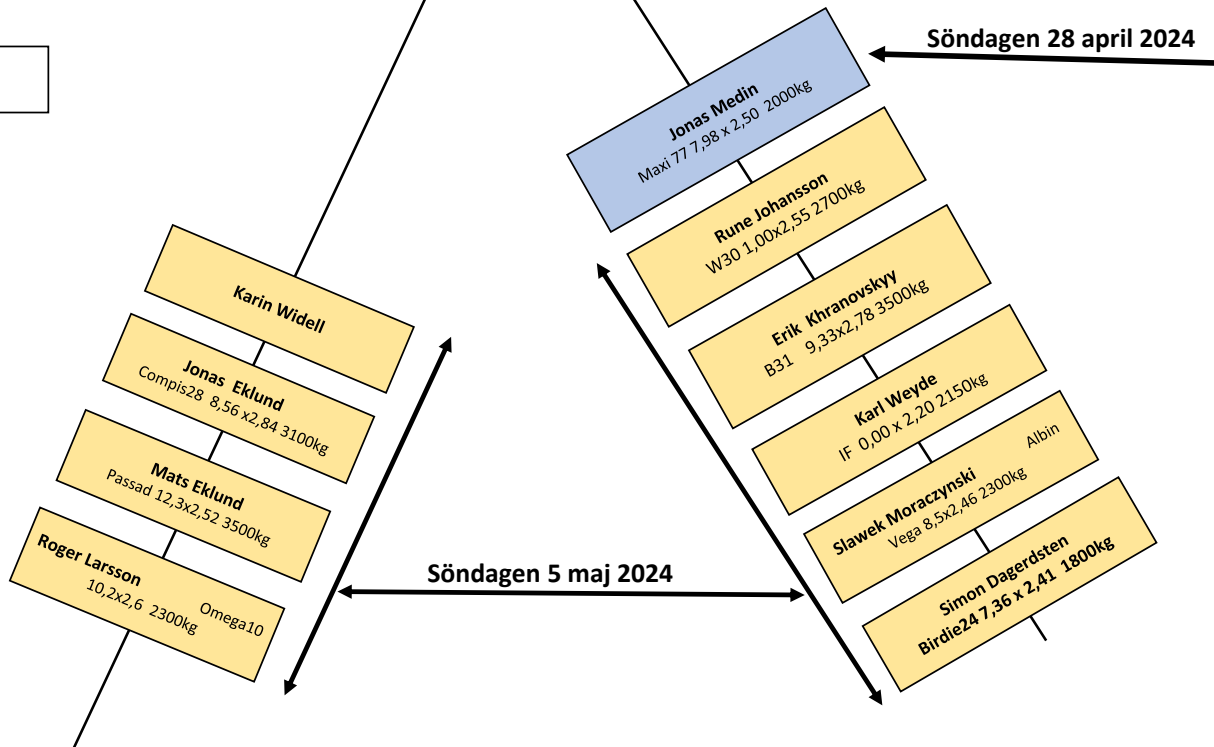 Söndagen 28 april 2024
Jonas Medin
Maxi 77 7,98 x 2,50 2000kg
Rune Johansson
W30 1,00x2,55 2700kg
Erik Khranovskyy
B31 9,33x2,78 3500kg
Karl Weyde
IF 0,00 x 2,20 2150kg
Slawek Moraczynski Albin
Vega 8,5x2,46 2300kg
Simon Dagerdsten
Birdie24 7,36 x 2,41 1800kg
Karin Widell
Jonas Eklund
Compis28 8,56 x2,84 3100kg
Mats Eklund
Passad 12,3x2,52 3500kg
Roger Larsson Omega10
10,2x2,6 2300kg
Söndagen 5 maj 2024